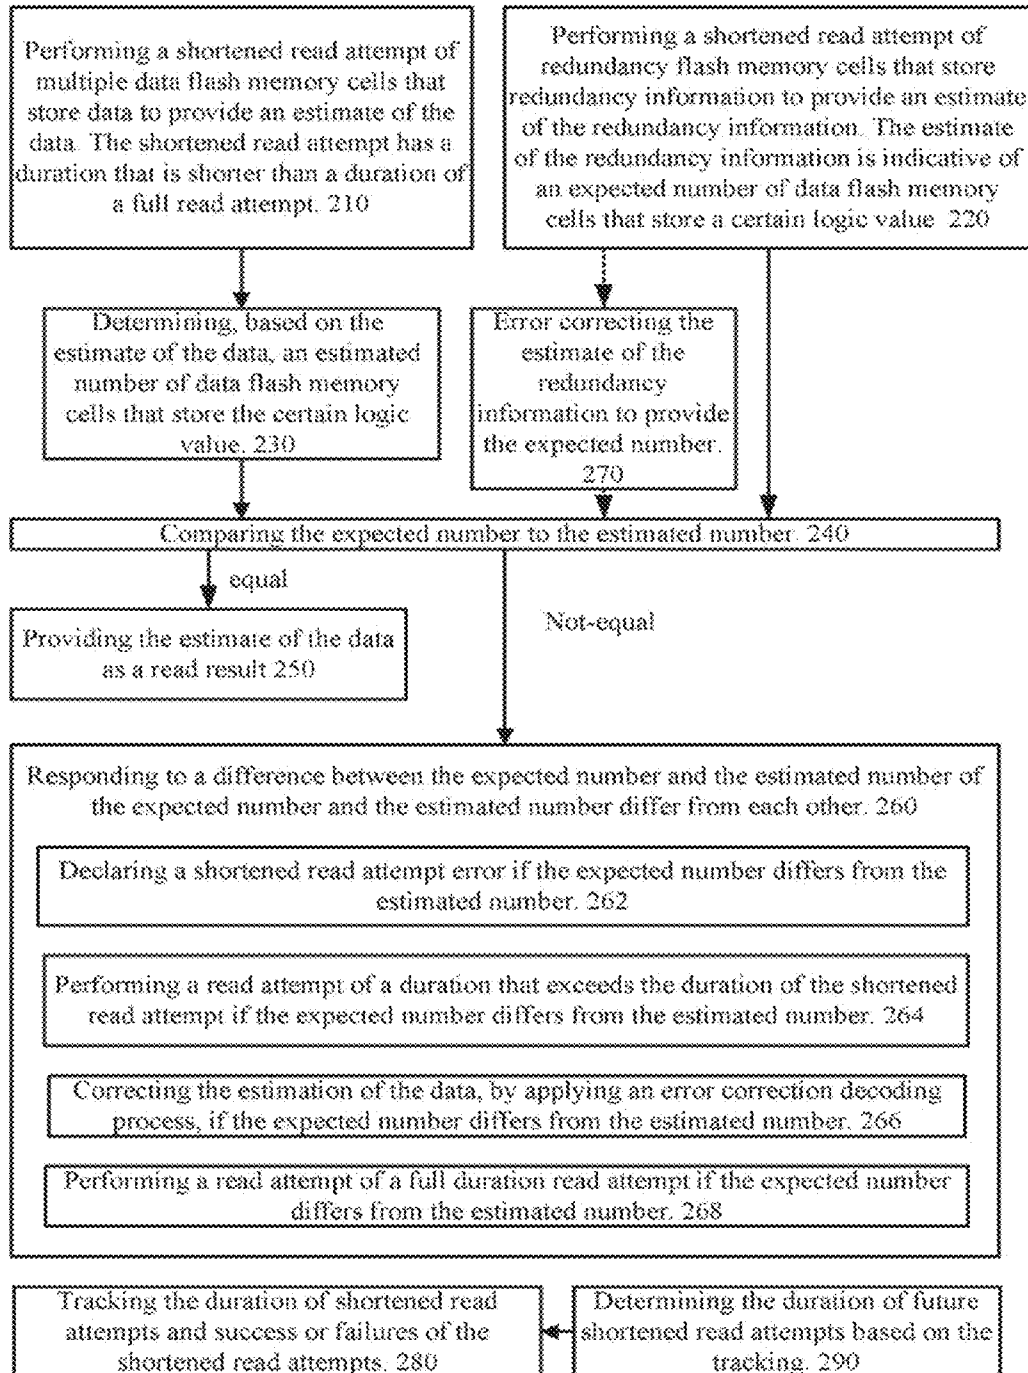 Performing a shortened read attempt of
multiple data flash memory cells that
store data to provide an estimate of the
data. The shortened read attempt has a
duration that is shorter than a duration of
a full read attempt. 210
Performing a shortened read attempt of
redundancy flash memory cells that store
redundancy information to provide an estimate
of the redundancy information. The estimate
of the redundancy information is indicative of
an expected number of data flash memory
cells that store a certain logic value 220
Determining, based on the
estimate of the data, an estimated
number of data flash memory
cells that store the certain logic
value. 230
Error correcting the
estimate of the
redundancy
information to provide
the expected number.
270
Comparing the expected number to the estimated number. 240
equal
Not-equal
Providing the estimate of the data
as a read result 250
Responding to a difference between the expected number and the estimated number of
the expected number and the estimated number differ from each other. 260
Declaring a shortened read attempt error if the expected number differs from the
estimated number. 262
Performing a read attempt of a duration that exceeds the duration of the shortened
read attempt if the expected number differs from the estimated number. 264
Correcting the estimation of the data, by applying an error correction decoding
process, if the expected number differs from the estimated number. 266
Performing a read attempt of a full duration read attempt if the expected number
differs from the estimated number. 268
Tracking the duration of shortened read
attempts and success or failures of the
shortened read attempts. 280
Determining the duration of future
shortened read attempts based on the
tracking. 290